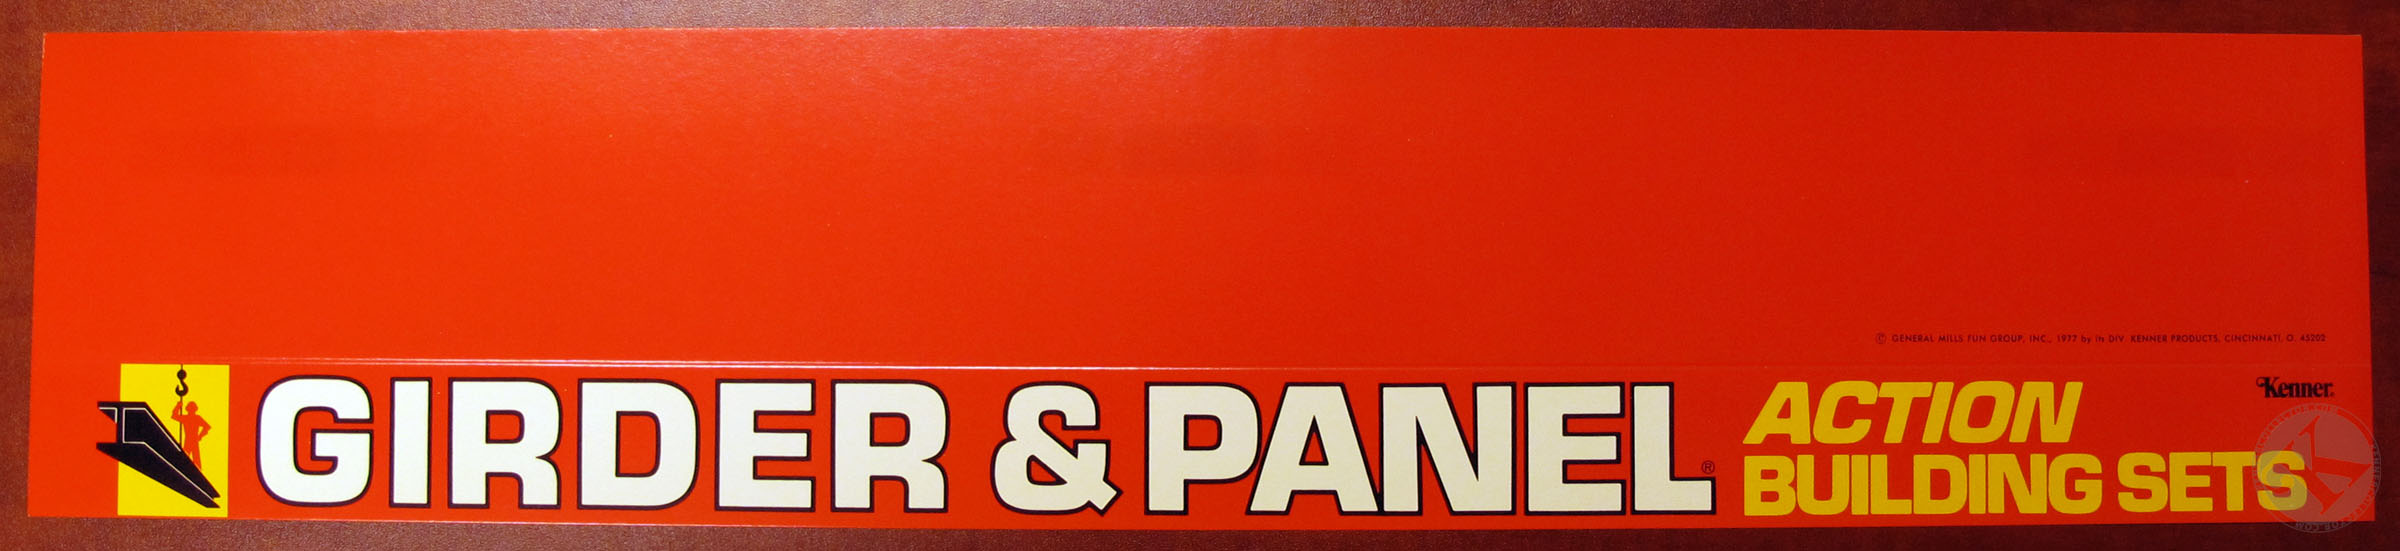 © GENERAL MILLS FUN GROUP, INC., 1977 by its DIV. KENNER PRODUCTS, CINCINNATI, O. 45202
GIRDER & PANEL®
ACTION
BUILDING SETS
Kenner®